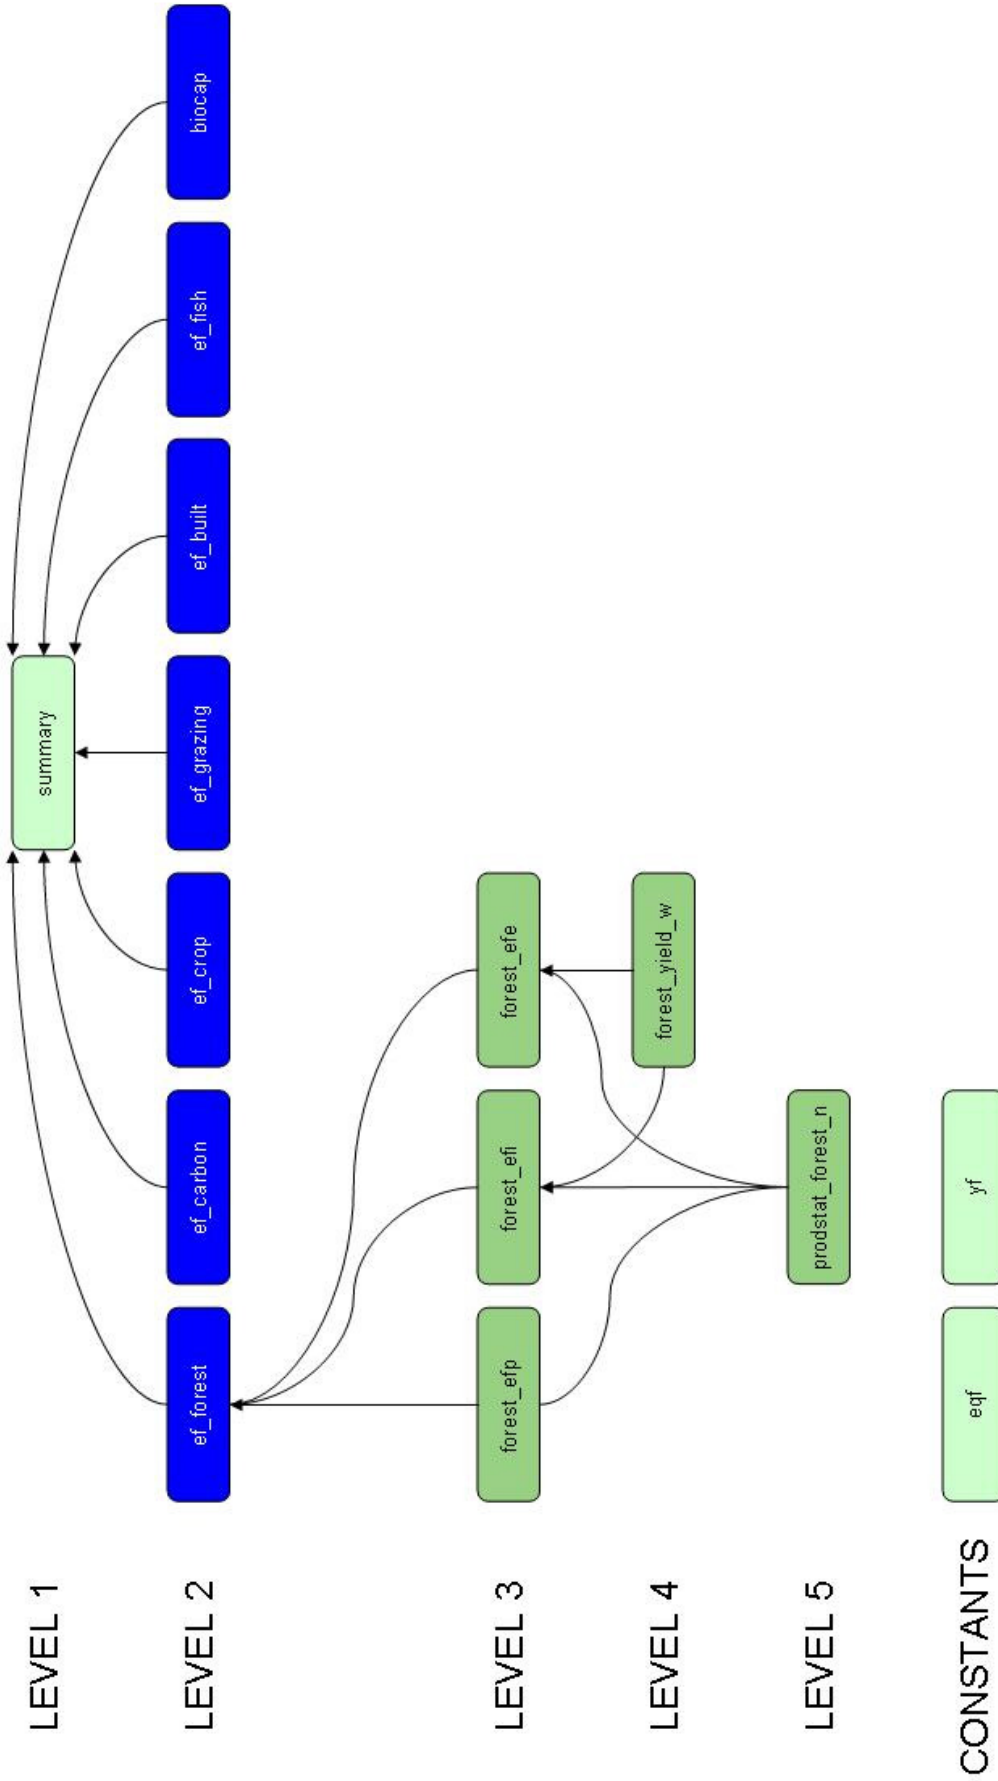 LEVEL 1
summary
LEVEL 2
ef_forest
ef_carbon
ef_crop
ef_grazing
ef_built
ef_fish
biocap
LEVEL 3
forest_efp
forest_efi
forest_efe
LEVEL 4
forest_yield_w
LEVEL 5
prodstat_forest_n
CONSTANTS
eqf
yf